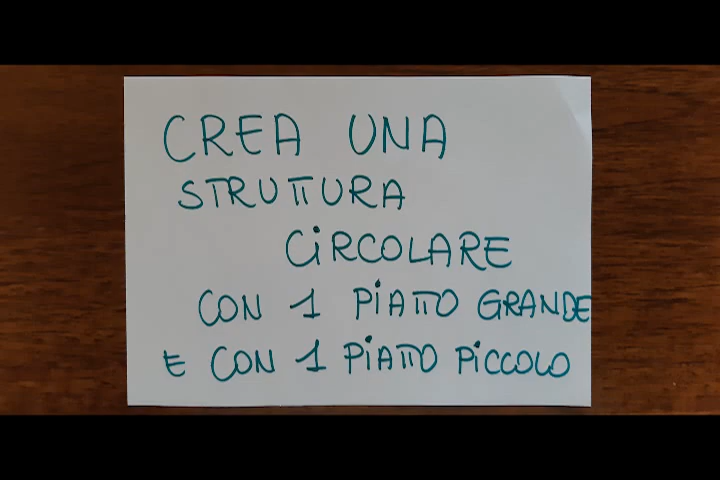 CREA UNA
STRUTTURA
CIRCOLARE
CON 1 PIATTO GRANDE
E CON 1 PIATTO PICCOLO